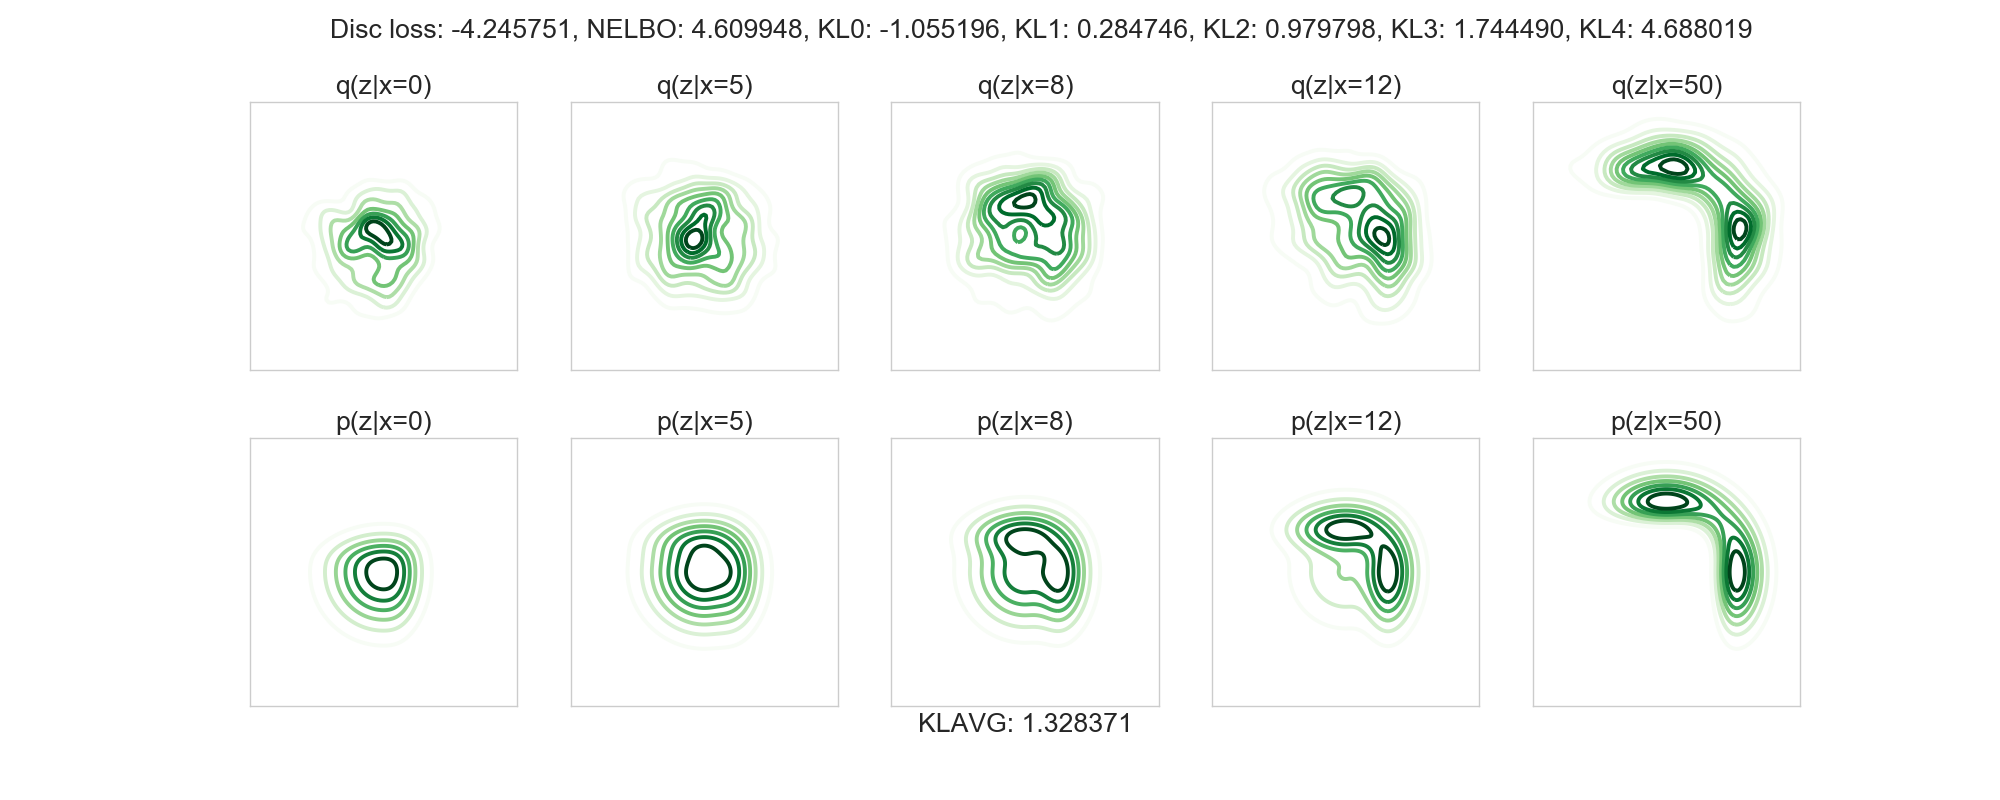 Disc loss: -4.245751, NELBO: 4.609948, KL0: -1.055196, KL1: 0.284746, KL2: 0.979798, KL3: 1.744490, KL4: 4.688019
q(z|x=0) q(z|x=5) q(z|x=8) q(z|x=12) q(z|x=50)
p(z|x=0) p(z|x=5) p(z|x=8) p(z|x=12) p(z|x=50)
KLAVG: 1.328371